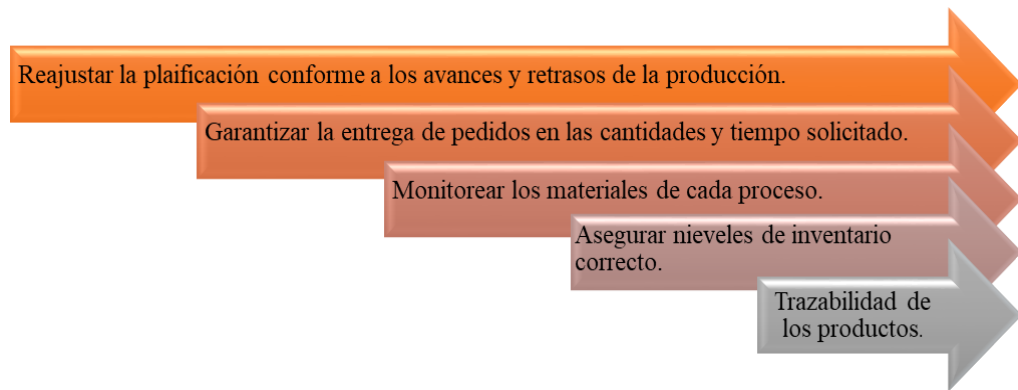 Reajustar la plaificación conforme a los avances y retrasos de la producción.
Garantizar la entrega de pedidos en las cantidades y tiempo solicitado.
Monitorear los materiales de cada proceso.
Asegurar nieveles de inventario
correcto.
Trazabilidad de
los productos.